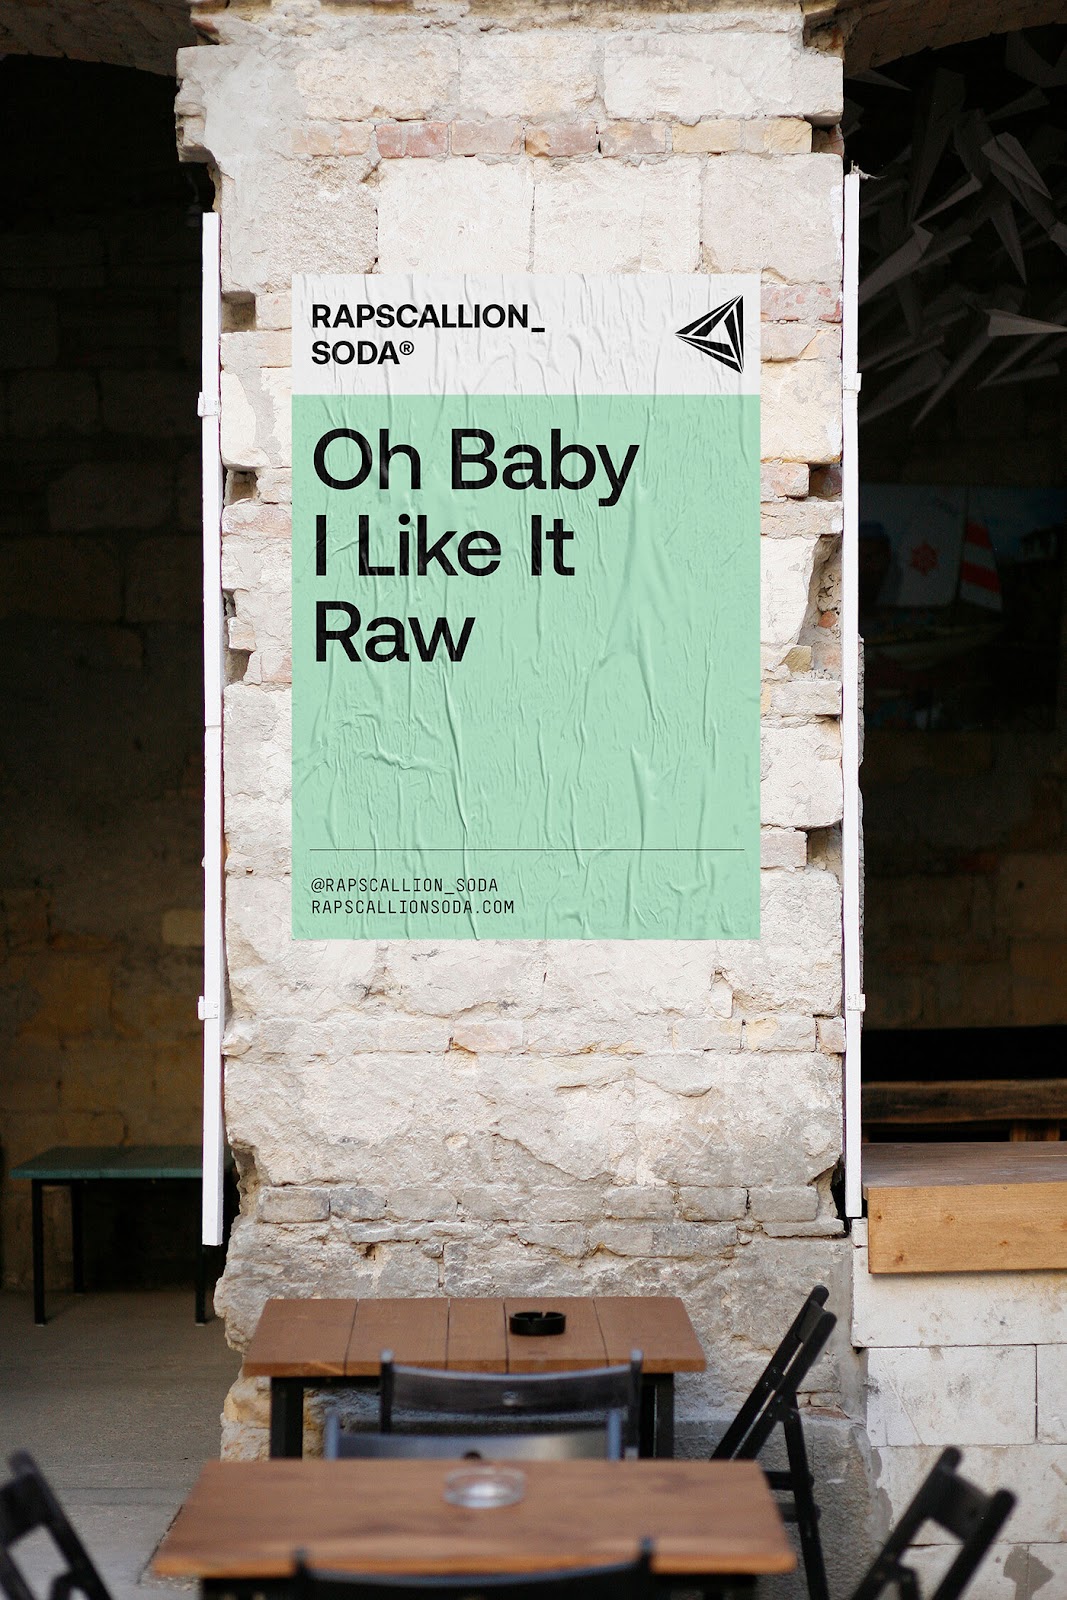 RAPSCALLION_
SODA®
Oh Baby
I Like It
Raw
@RAPSCALLION_SODA
RAPSCALLIONSODA.COM